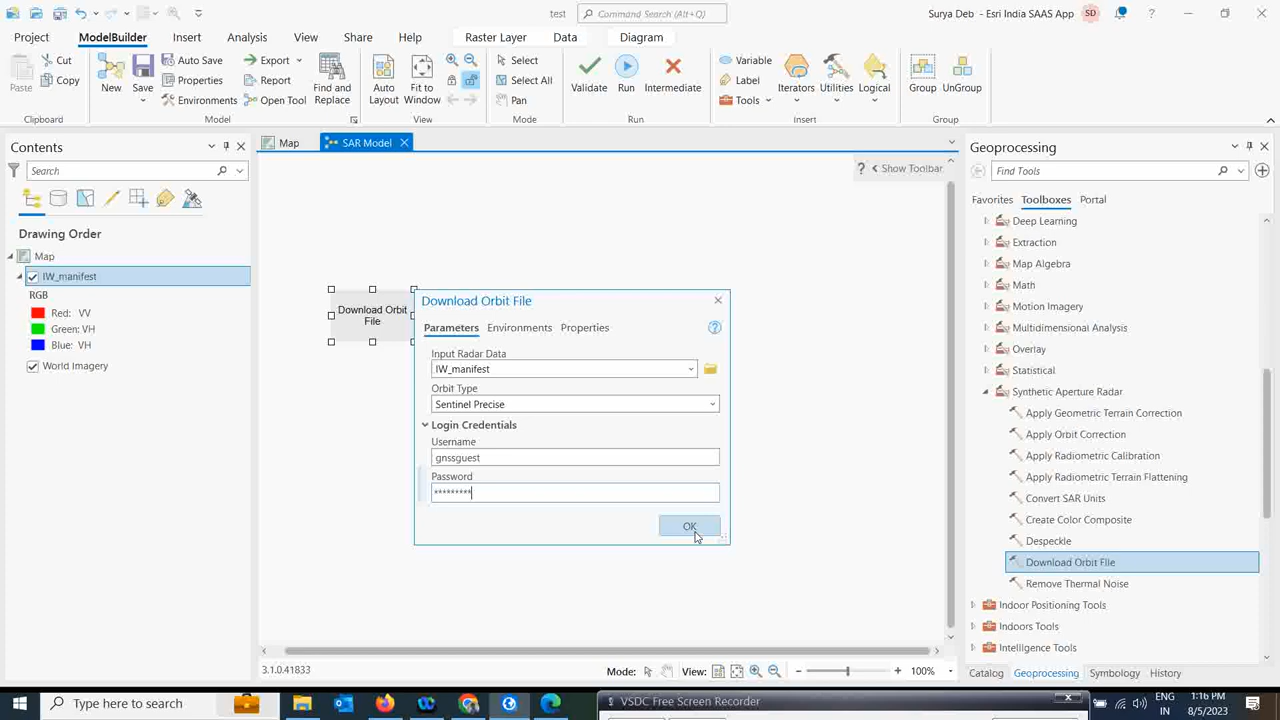 test
Command Search (Alt+Q)
Surya Deb - Esri India SAAS App
SD
?
Project
ModelBuilder
Insert
Analysis
View
Share
Help
Raster Layer
Data
Diagram
Paste
Cut
Copy
Clipboard
New
Save
Auto Save
Properties
Environments
Export
Report
Open Tool
Model
Find and Replace
Auto Layout
Fit to Window
View
Select
Select All
Pan
Mode
Validate
Run
Intermediate
Run
Variable
Label
Tools
Iterators
Utilities
Logical
Insert
Group
UnGroup
Group
Contents
Search
Drawing Order
Map
IW_manifest
RGB
Red: VV
Green: VH
Blue: VH
World Imagery
Map
SAR Model
? Show Toolbar
Download Orbit
File
Download Orbit File
Parameters
Environments
Properties
?
Input Radar Data
IW_manifest
Orbit Type
Sentinel Precise
Login Credentials
Username
gnssguest
Password
*********
OK
3.1.0.41833
Mode:
View:
100%
Geoprocessing
Find Tools
Favorites
Toolboxes
Portal
Deep Learning
Extraction
Map Algebra
Math
Motion Imagery
Multidimensional Analysis
Overlay
Statistical
Synthetic Aperture Radar
Apply Geometric Terrain Correction
Apply Orbit Correction
Apply Radiometric Calibration
Apply Radiometric Terrain Flattening
Convert SAR Units
Create Color Composite
Despeckle
Download Orbit File
Remove Thermal Noise
Indoor Positioning Tools
Indoors Tools
Intelligence Tools
Catalog
Geoprocessing
Symbology
History
Type here to search
VSDC Free Screen Recorder
ENG
IN
1:16 PM
8/5/2023